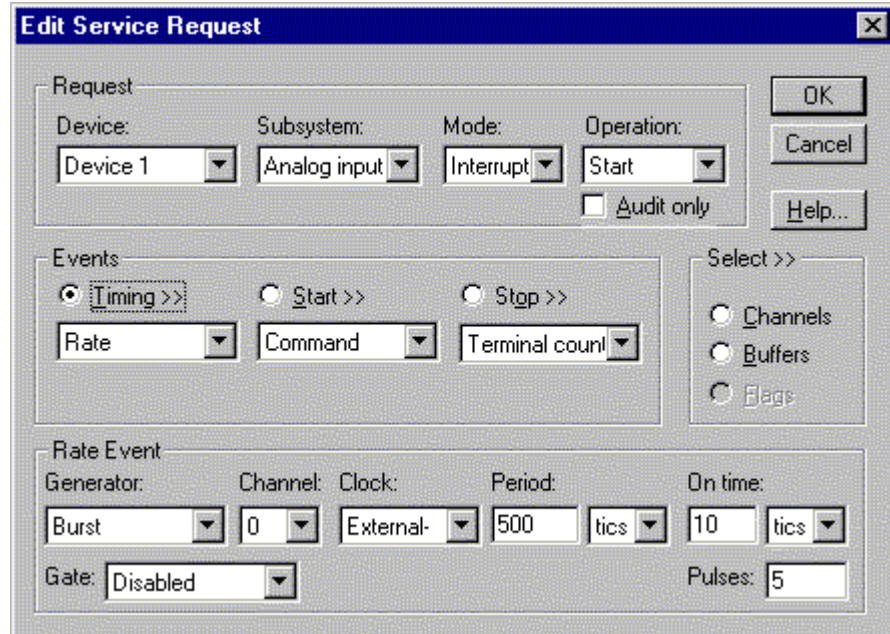 Edit Service Request
Request
OK
Device: Subsystem: Mode: Operation:
Device 1 Analog input Interrupt Start
Cancel
Audit only
Help...
Events
Select >>
Timing >> Start >> Stop >>
Channels
Rate Command Terminal count
Buffers
Flags
Rate Event
Generator: Channel: Clock: Period: On time:
Burst 0 External- 500 tics 10 tics
Gate: Disabled Pulses: 5